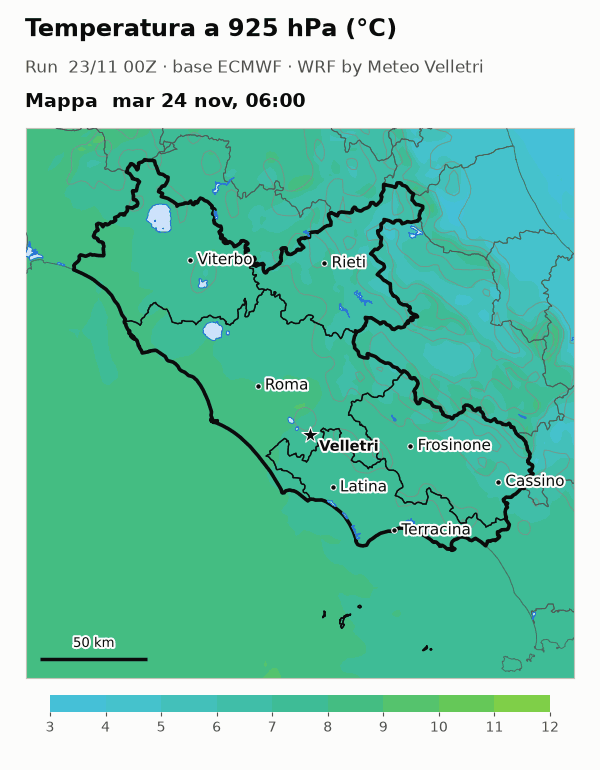 Temperatura a 925 hPa (°C)
Run 23/11 00Z · base ECMWF · WRF by Meteo Velletri
Mappa mar 24 nov, 06:00
Viterbo
Rieti
Roma
Velletri
Frosinone
Latina
Cassino
Terracina
50 km
3 4 5 6 7 8 9 10 11 12